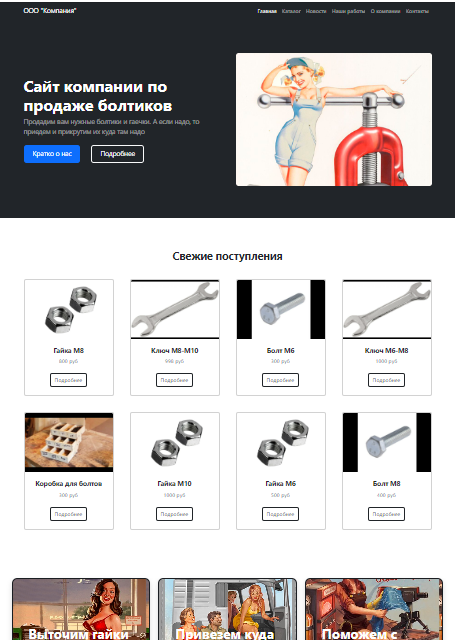 ООО "Компания"
Главная Каталог Новости Наши работы О компании Контакты
Сайт компании по
продаже болтиков
Продадим вам нужные болтики и гаечки. А если надо, то
приедем и прикрутим их куда там надо
Кратко о нас
Подробнее
Свежие поступления
Гайка М8
Ключ М8-М10
Болт М6
Ключ М6-М8
800 руб
300 руб
1000 руб
Подробнее
Подробнее
Подробнее
Подробнее
Коробка для болтов
Гайка М10
Гайка М6
Болт М8
300 руб
1000 руб
500 руб
400 руб
Подробнее
Подробнее
Подробнее
Подробнее
Выточим гайки
Привезем куда
Поможем с